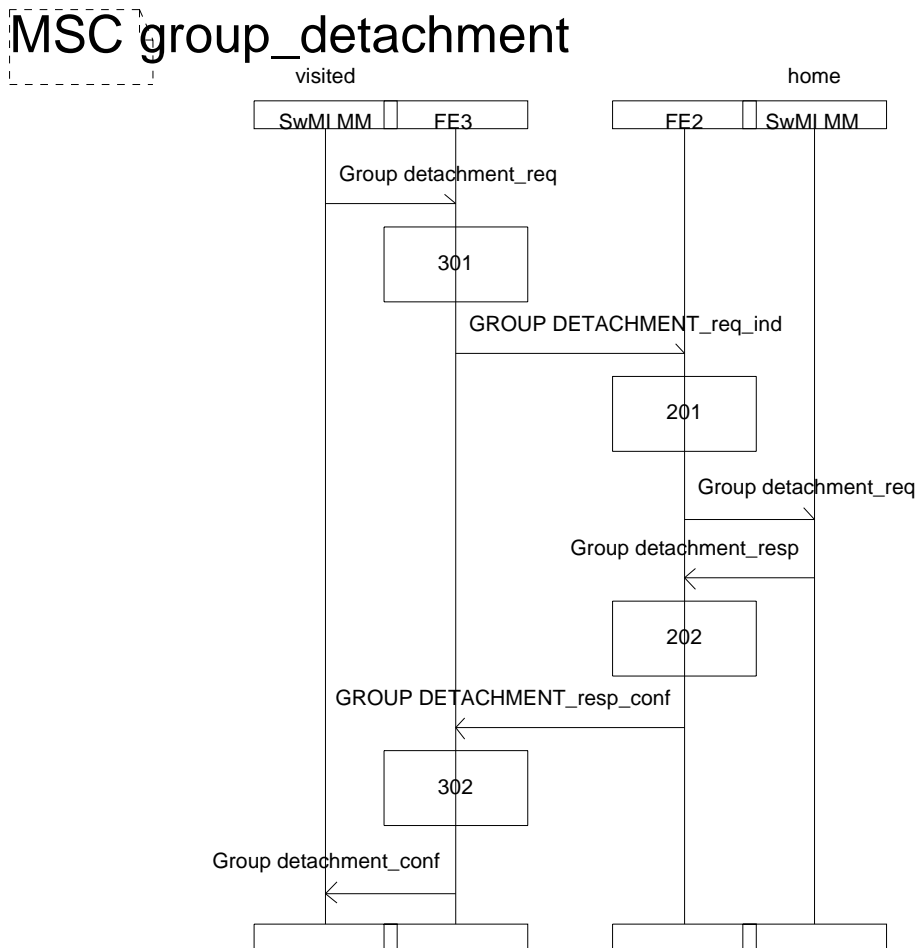 MSC group_detachment
visited home
SwMI MM FE3 FE2 SwMI MM
Group detachment_req
301
GROUP DETACHMENT_req_ind
201
Group detachment_req
Group detachment_resp
202
GROUP DETACHMENT_resp_conf
302
Group detachment_conf